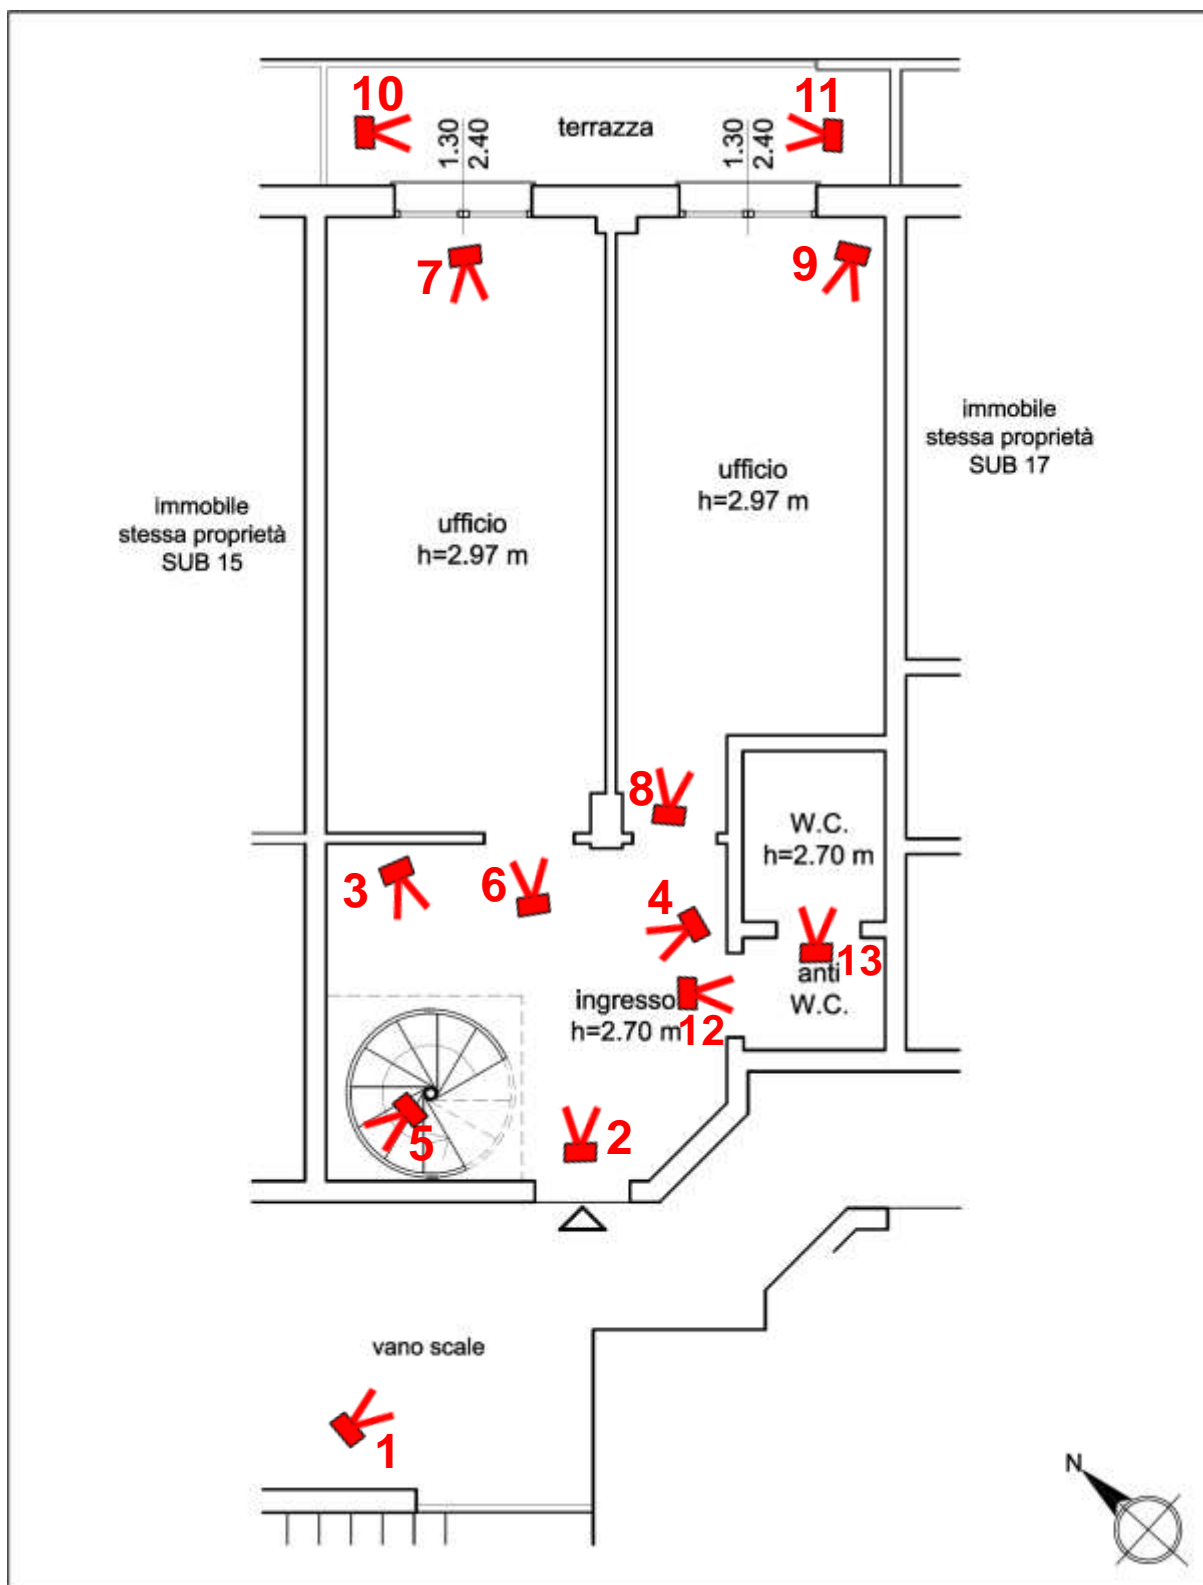 10
11
terrazza
1.30
2.40
1.30
2.40
7
9
immobile
stessa proprietà
SUB 17
ufficio
h=2.97 m
immobile
stessa proprietà
SUB 15
ufficio
h=2.97 m
8
W.C.
h=2.70 m
3
6
4
13
anti
W.C.
ingresso
h=2.70 m
12
5
2
vano scale
1
N